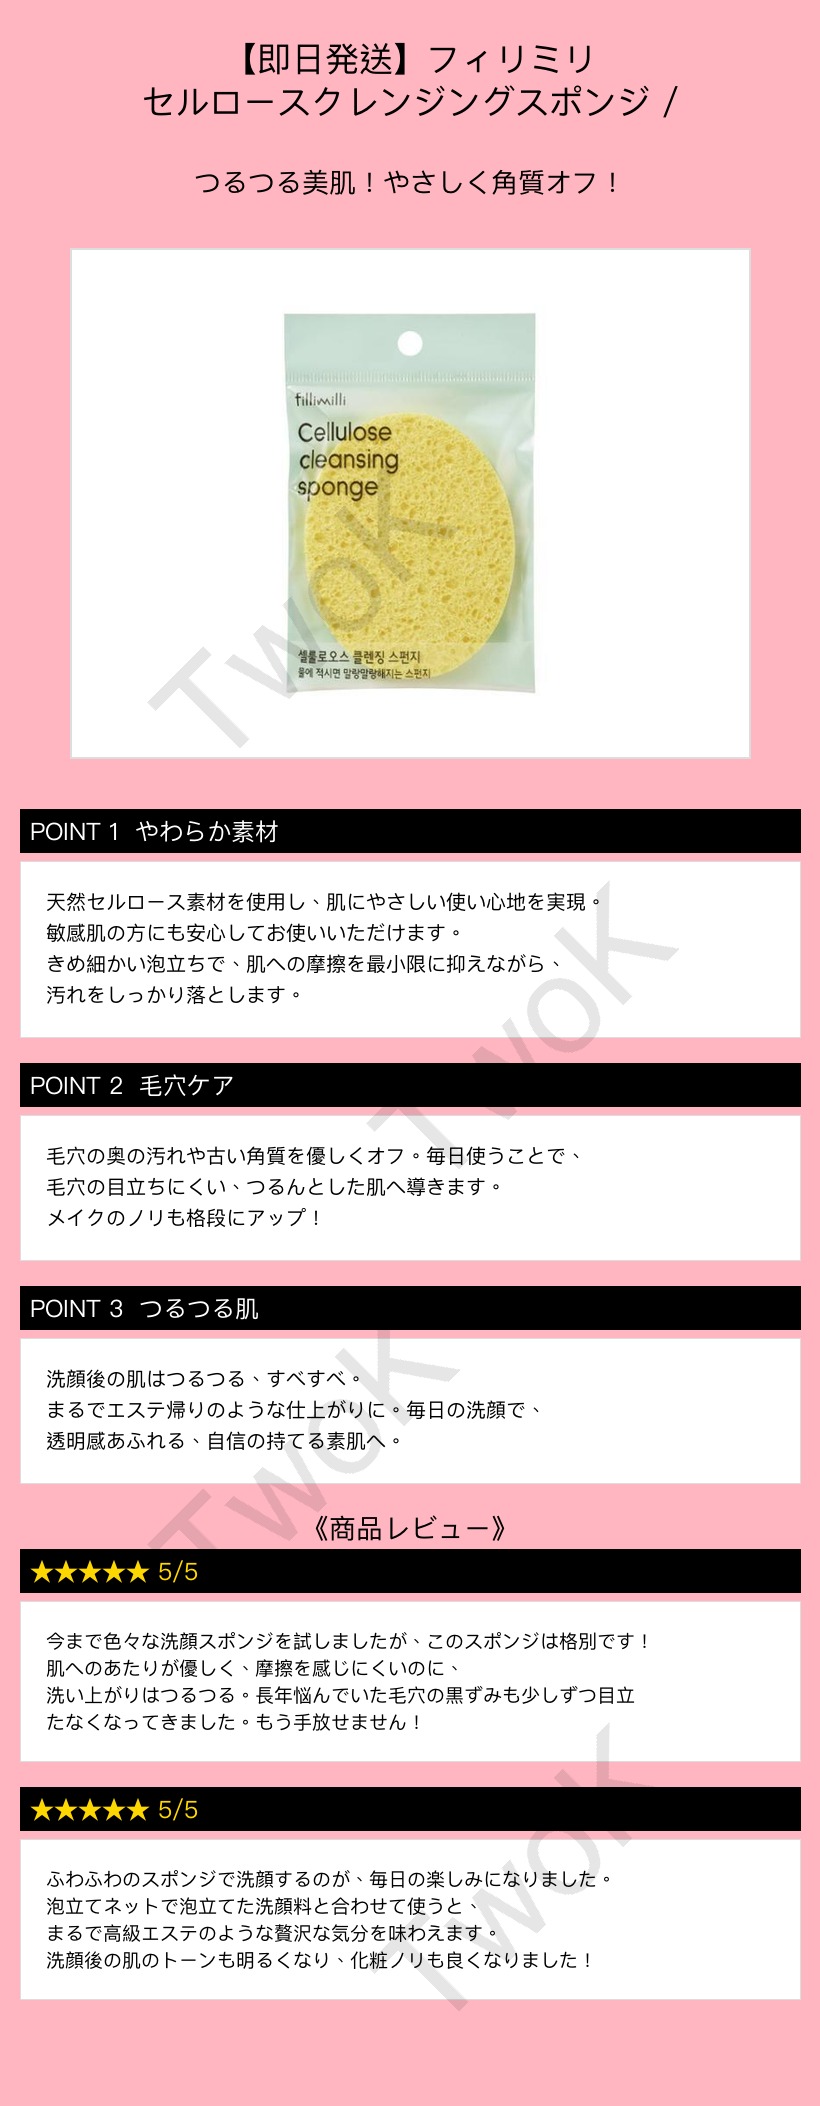 【即日発送】フィリミリ
セルロースクレンジングスポンジ /
つるつる美肌！やさしく角質オフ！
fillimilli
Cellulose
cleansing
sponge
셀룰로오스 클렌징 스펀지
물에 적시면 말랑말랑해지는 스펀지
TwoK
POINT 1 やわらか素材
天然セルロース素材を使用し、肌にやさしい使い心地を実現。
敏感肌の方にも安心してお使いいただけます。
きめ細かい泡立ちで、肌への摩擦を最小限に抑えながら、
汚れをしっかり落とします。
TwoK
POINT 2 毛穴ケア
毛穴の奥の汚れや古い角質を優しくオフ。毎日使うことで、
毛穴の目立ちにくい、つるんとした肌へ導きます。
メイクのノリも格段にアップ！
POINT 3 つるつる肌
洗顔後の肌はつるつる、すべすべ。
まるでエステ帰りのような仕上がりに。毎日の洗顔で、
透明感あふれる、自信の持てる素肌へ。
TwoK
《商品レビュー》
★★★★★ 5/5
今まで色々な洗顔スポンジを試しましたが、このスポンジは格別です！
肌へのあたりが優しく、摩擦を感じにくいのに、
洗い上がりはつるつる。長年悩んでいた毛穴の黒ずみも少しずつ目立
たなくなってきました。もう手放せません！
★★★★★ 5/5
ふわふわのスポンジで洗顔するのが、毎日の楽しみになりました。
泡立てネットで泡立てた洗顔料と合わせて使うと、
まるで高級エステのような贅沢な気分を味わえます。
洗顔後の肌のトーンも明るくなり、化粧ノリも良くなりました！
TwoK